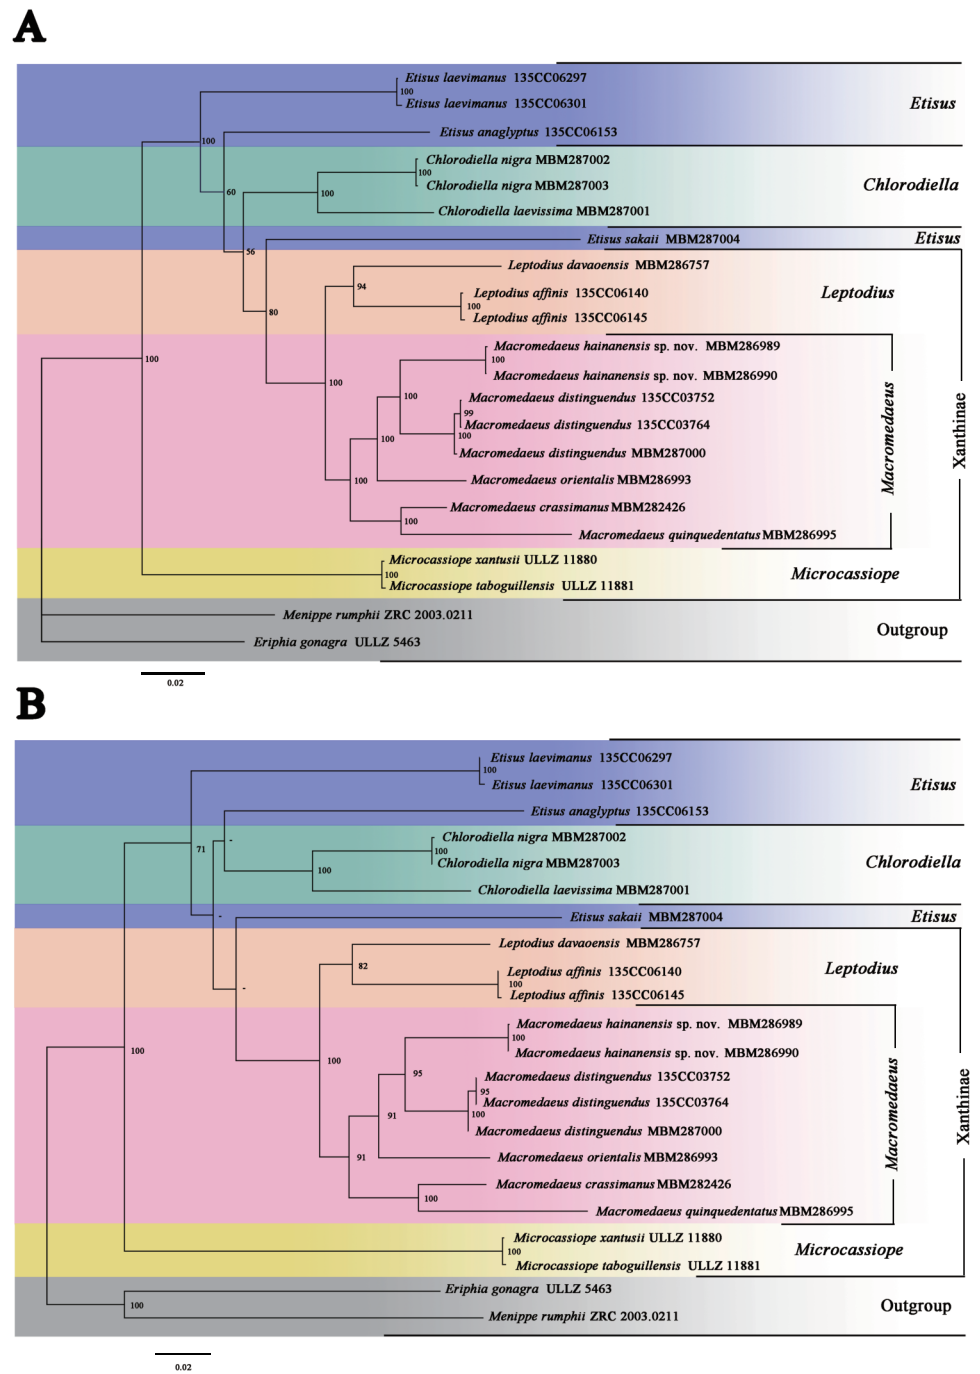 A
Etisus laevimanus 135CC06297
100
Etisus laevimanus 135CC06301
Etisus
100
Etisus anaglyptus 135CC06153
Chlorodiella nigra MBM287002
100
Chlorodiella nigra MBM287003
Chlorodiella
60
100
Chlorodiella laevissima MBM287001
Etisus sakaii MBM287004
Etisus
56
Leptodius davaoensis MBM286757
94
Leptodius affinis 135CC06140
Leptodius
100
80
Leptodius affinis 135CC06145
Macromedaeus hainanensis sp. nov. MBM286989
100
100
Macromedaeus hainanensis sp. nov. MBM286990
100
100
Macromedaeus distinguendus 135CC03752
99
Macromedaeus distinguendus 135CC03764
100
100
Macromedaeus distinguendus MBM287000
Macromedaeus
Xanthinae
100
Macromedaeus orientalis MBM286993
Macromedaeus crassimanus MBM282426
100
Macromedaeus quinquedentatus MBM286995
Microcassiope xantusii ULLZ 11880
100
Microcassiope
Microcassiope taboguillensis ULLZ 11881
Menippe rumphii ZRC 2003.0211
Outgroup
Eriphia gonagra ULLZ 5463
0.02
B
Etisus laevimanus 135CC06297
100
Etisus laevimanus 135CC06301
Etisus
Etisus anaglyptus 135CC06153
Chlorodiella nigra MBM287002
-
71
100
Chlorodiella nigra MBM287003
Chlorodiella
100
Chlorodiella laevissima MBM287001
-
Etisus sakaii MBM287004
Etisus
Leptodius davaoensis MBM286757
82
Leptodius affinis 135CC06140
Leptodius
100
-
Leptodius affinis 135CC06145
Macromedaeus hainanensis sp. nov. MBM286989
100
100
Macromedaeus hainanensis sp. nov. MBM286990
100
95
Macromedaeus distinguendus 135CC03752
95
Macromedaeus distinguendus 135CC03764
91
100
Macromedaeus distinguendus MBM287000
Macromedaeus
Xanthinae
91
Macromedaeus orientalis MBM286993
Macromedaeus crassimanus MBM282426
100
Macromedaeus quinquedentatus MBM286995
Microcassiope xantusii ULLZ 11880
100
Microcassiope
Microcassiope taboguillensis ULLZ 11881
Eriphia gonagra ULLZ 5463
100
Outgroup
Menippe rumphii ZRC 2003.0211
0.02